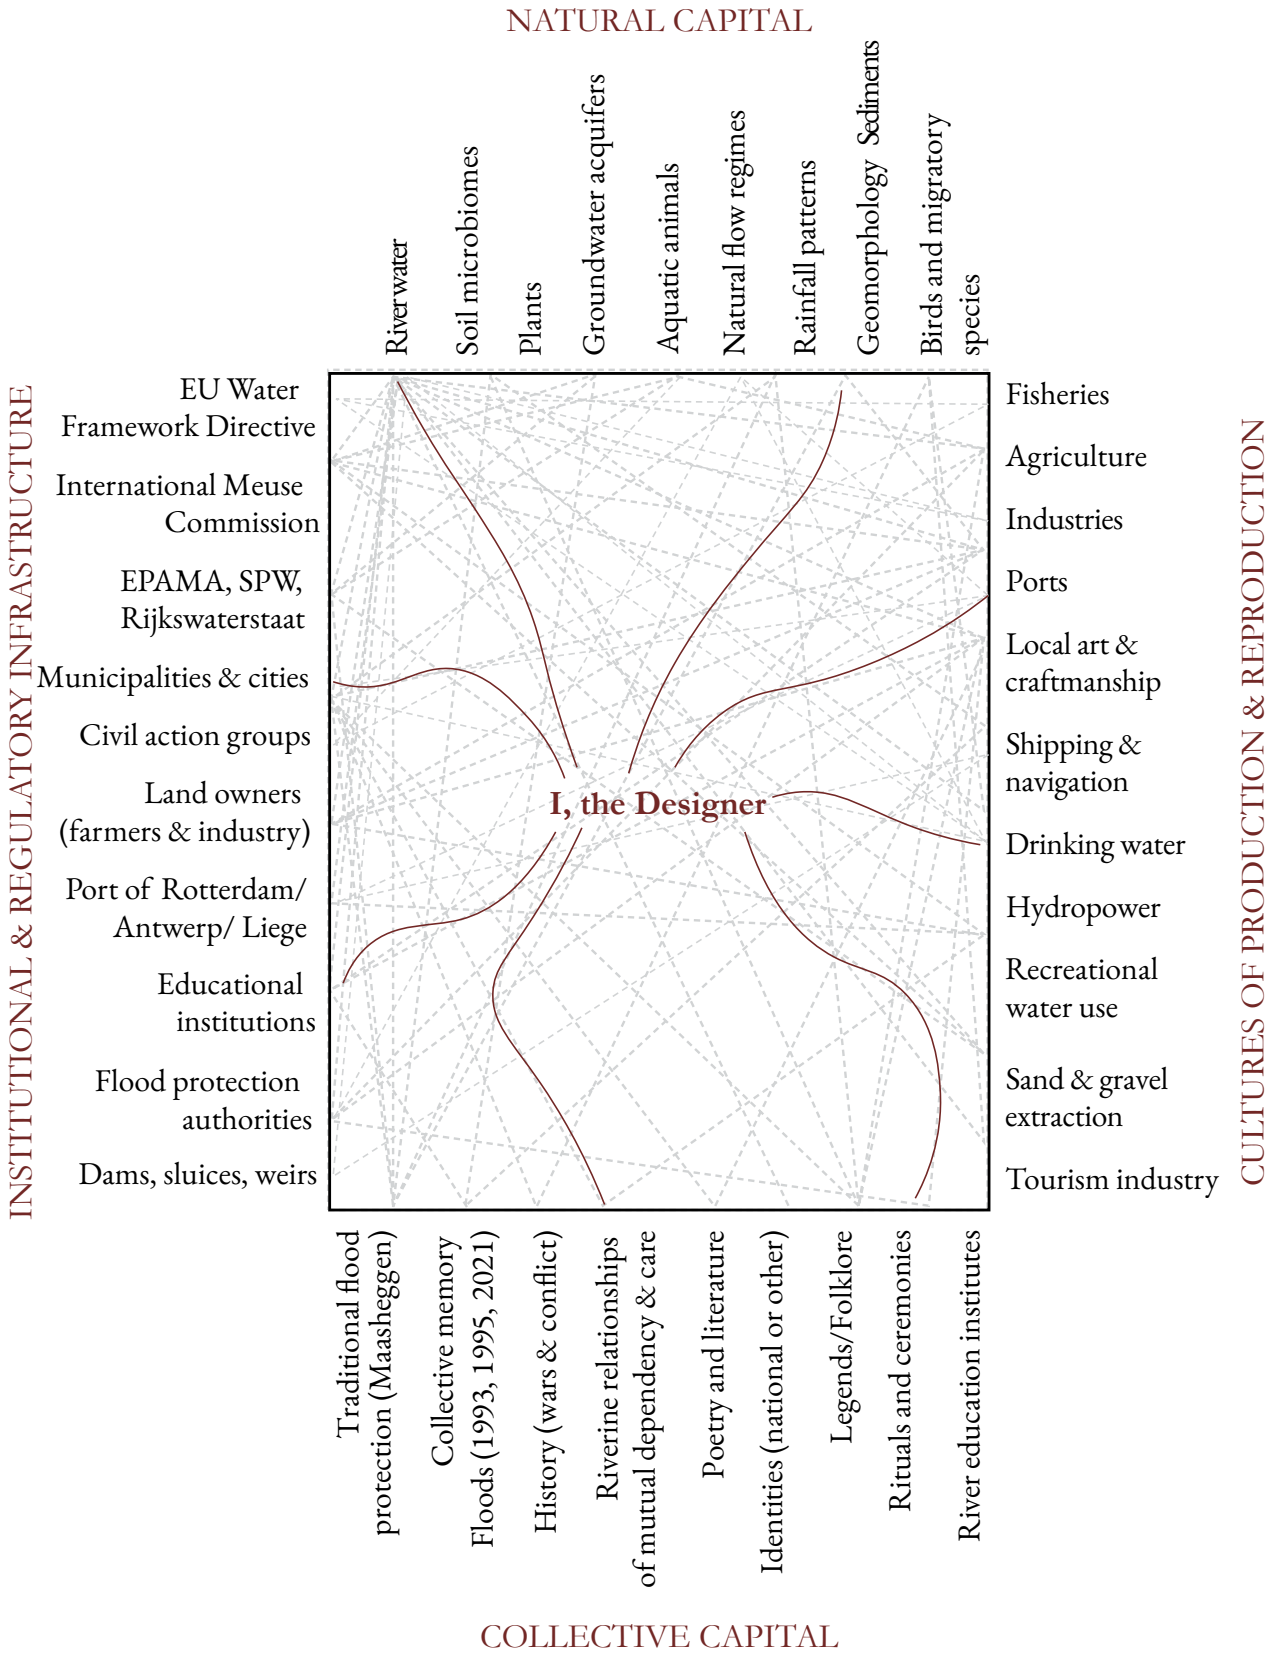 NATURAL CAPITAL
River water
Soil microbiomes
Plants
Groundwater acquifers
Aquatic animals
Natural flow regimes
Rainfall patterns
Geomorphology Sediments
Birds and migratory
species
INSTITUTIONAL & REGULATORY INFRASTRUCTURE
EU Water
Framework Directive
International Meuse
Commission
EPAMA, SPW,
Rijkswaterstaat
Municipalities & cities
Civil action groups
Land owners
(farmers & industry)
Port of Rotterdam/
Antwerp/ Liege
Educational
institutions
Flood protection
authorities
Dams, sluices, weirs
I, the Designer
Fisheries
Agriculture
Industries
Ports
Local art &
craftmanship
Shipping &
navigation
Drinking water
Hydropower
Recreational
water use
Sand & gravel
extraction
Tourism industry
CULTURES OF PRODUCTION & REPRODUCTION
Traditional flood
protection (Maasheggen)
Collective memory
Floods (1993, 1995, 2021)
History (wars & conflict)
Riverine relationships
of mutual dependency & care
Poetry and literature
Identities (national or other)
Legends/Folklore
Rituals and ceremonies
River education institutes
COLLECTIVE CAPITAL